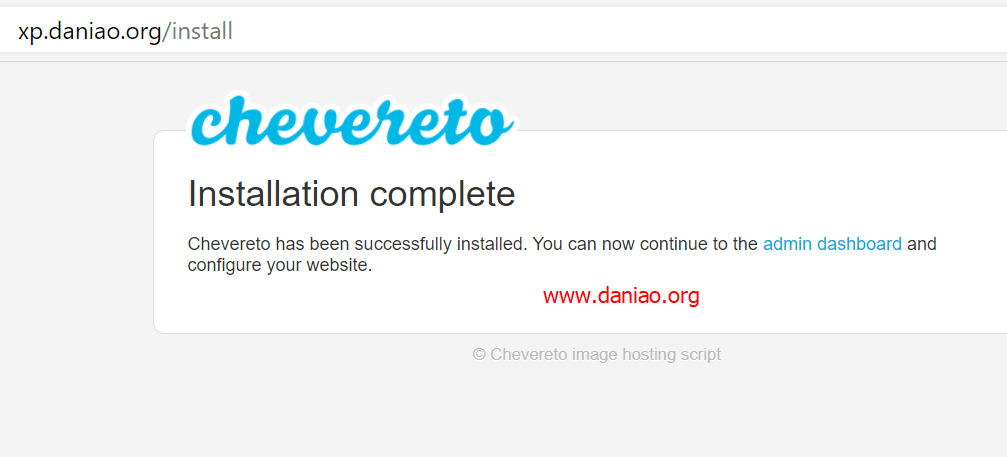 xp.daniao.org/install
chevereto
Installation complete
Chevereto has been successfully installed. You can now continue to the admin dashboard and
configure your website.
www.daniao.org
© Chevereto image hosting script